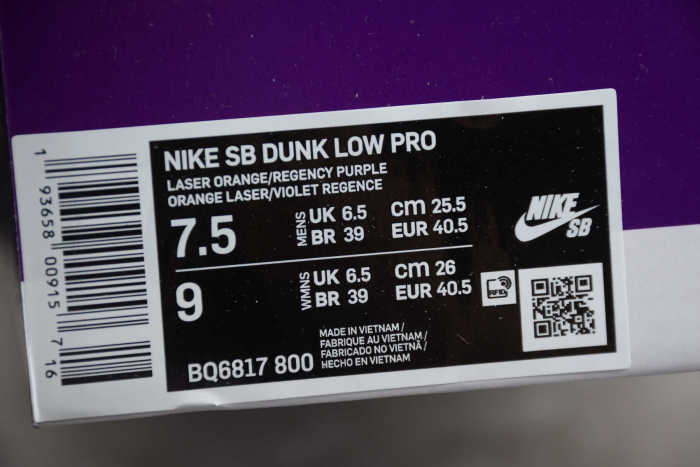 NIKE SB DUNK LOW PRO
LASER ORANGE/REGENCY PURPLE
ORANGE LASER/VIOLET REGENCE
7.5 MENS UK 6.5 cm 25.5
BR 39 EUR 40.5
NIKE SB
9 WMNS UK 6.5 cm 26
BR 39 EUR 40.5
RFID
BQ6817 800
MADE IN VIETNAM /
FABRIQUE AU VIETNAM /
FABRICADO NO VIETNÃ /
HECHO EN VIETNAM
1 93658 00915 716